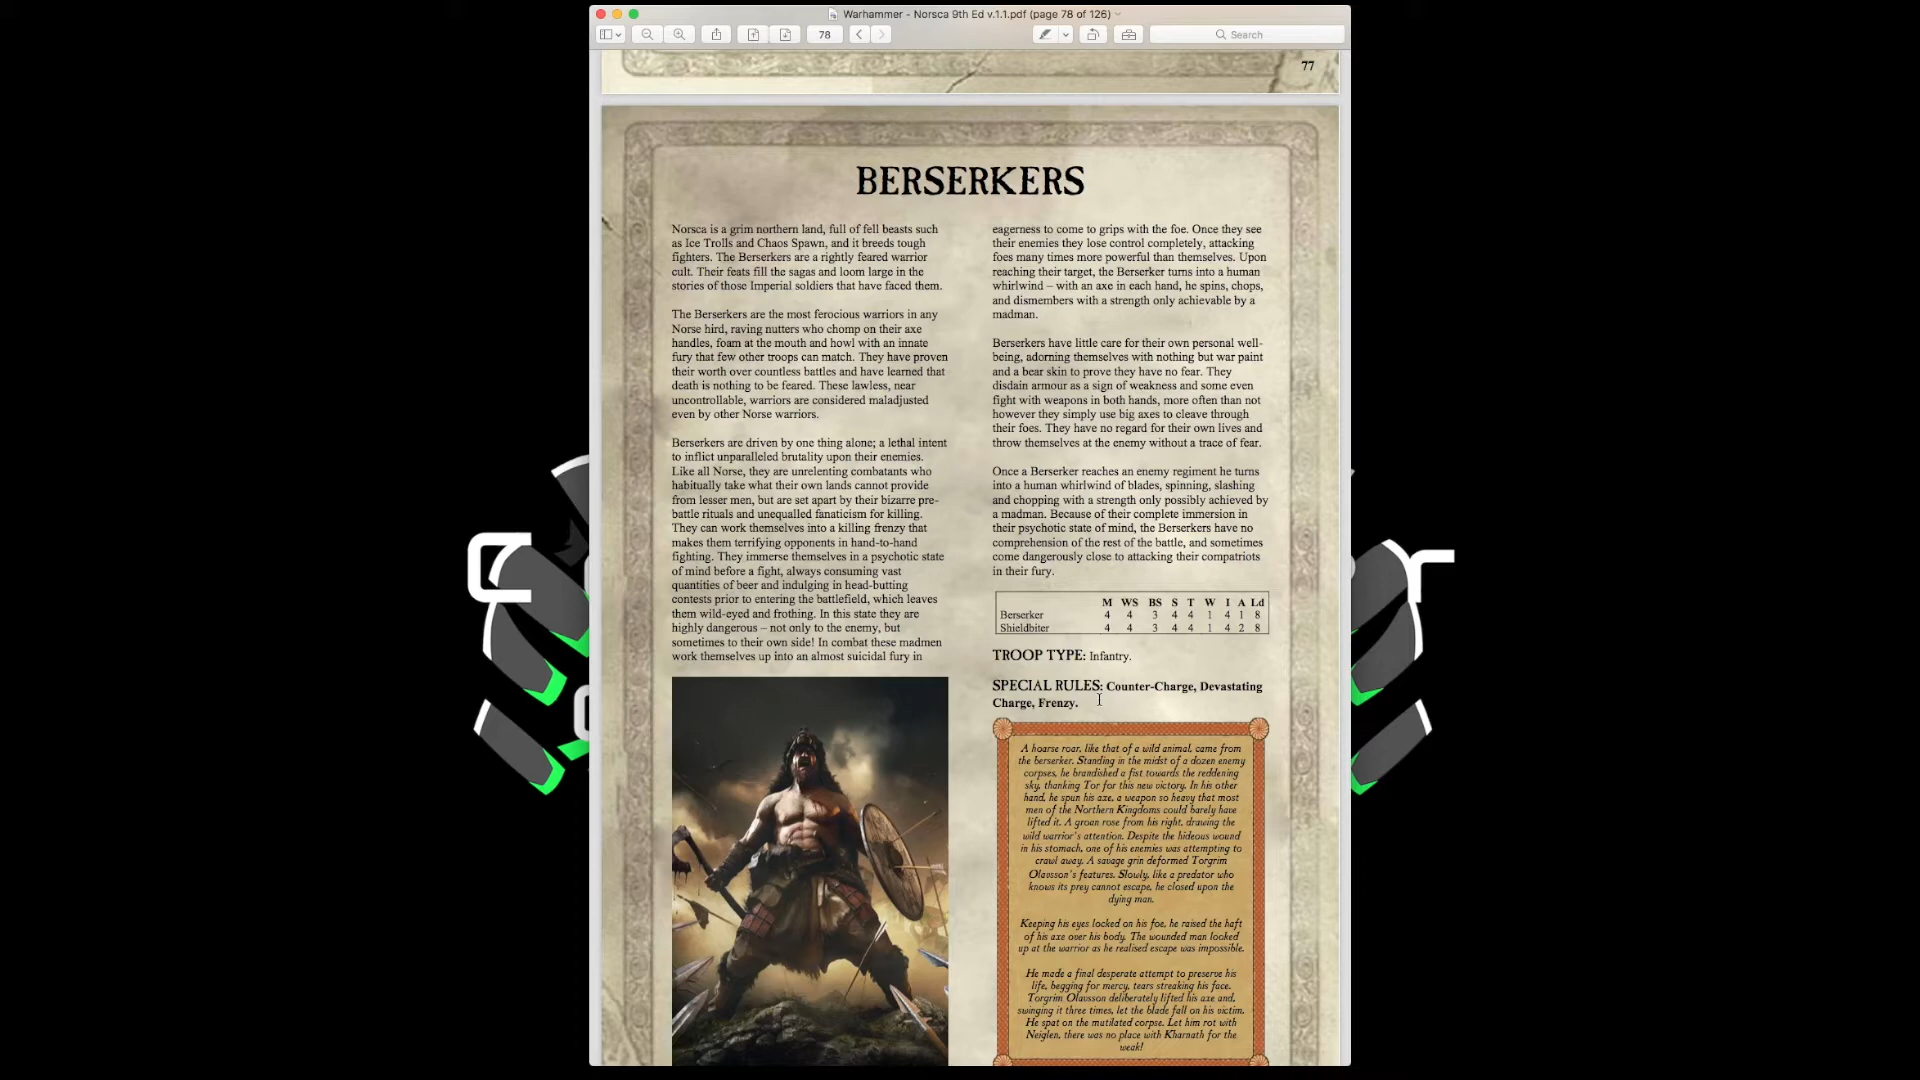 Warhammer - Norsca 9th Ed v.1.1.pdf (page 78 of 126)
78
Search
77
BERSERKERS
Norsca is a grim northern land, full of fell beasts such
as Ice Trolls and Chaos Spawn, and it breeds tough
fighters. The Berserkers are a rightly feared warrior
cult. Their feats fill the sagas and loom large in the
stories of those Imperial soldiers that have faced them.
The Berserkers are the most ferocious warriors in any
Norse hird, raving nutters who chomp on their axe
handles, foam at the mouth and howl with an innate
fury that few other troops can match. They have proven
their worth over countless battles and have learned that
death is nothing to be feared. These lawless, near
uncontrollable, warriors are considered maladjusted
even by other Norse warriors.
Berserkers are driven by one thing alone; a lethal intent
to inflict unparalleled brutality upon their enemies.
Like all Norse, they are unrelenting combatants who
habitually take what their own lands cannot provide
from lesser men, but are set apart by their bizarre pre-
battle rituals and unequalled fanaticism for killing.
They can work themselves into a killing frenzy that
makes them terrifying opponents in hand-to-hand
fighting. They immerse themselves in a psychotic state
of mind before a fight, always consuming vast
quantities of beer and indulging in head-butting
contests prior to entering the battlefield, which leaves
them wild-eyed and frothing. In this state they are
highly dangerous – not only to the enemy, but
sometimes to their own side! In combat these madmen
work themselves up into an almost suicidal fury in
eagerness to come to grips with the foe. Once they see
their enemies they lose control completely, attacking
foes many times more powerful than themselves. Upon
reaching their target, the Berserker turns into a human
whirlwind – with an axe in each hand, he spins, chops,
and dismembers with a strength only achievable by a
madman.
Berserkers have little care for their own personal well-
being, adorning themselves with nothing but war paint
and a bear skin to prove they have no fear. They
disdain armour as a sign of weakness and some even
fight with weapons in both hands, more often than not
however they simply use big axes to cleave through
their foes. They have no regard for their own lives and
throw themselves at the enemy without a trace of fear.
Once a Berserker reaches an enemy regiment he turns
into a human whirlwind of blades, spinning, slashing
and chopping with a strength only possibly achieved by
a madman. Because of their complete immersion in
their psychotic state of mind, the Berserkers have no
comprehension of the rest of the battle, and sometimes
come dangerously close to attacking their compatriots
in their fury.
M WS BS S T W I A Ld
Berserker 4 4 3 4 4 1 4 1 8
Shieldbiter 4 4 3 4 4 1 4 2 8
TROOP TYPE: Infantry.
SPECIAL RULES: Counter-Charge, Devastating
Charge, Frenzy.
A hoarse roar, like that of a wild animal, came from
the berserker. Standing in the midst of a dozen enemy
corpses, he brandished a fist towards the reddening
sky, thanking Tor for this new victory. In his other
hand, he spun his axe, a weapon so heavy that most
men of the Northern Kingdoms could barely have
lifted it. A groan rose from his right, drawing the
wild warrior's attention. Despite the hideous wound
in his stomach, one of his enemies was attempting to
crawl away. A savage grin deformed Torgrim
Olavsson's features. Slowly, like a predator who
knows its prey cannot escape, he closed upon the
dying man.
Keeping his eyes locked on his foe, he raised the haft
of his axe over his body. The wounded man looked
up at the warrior as he realised escape was impossible.
He made a final desperate attempt to preserve his
life, begging for mercy, tears streaking his face.
Torgrim Olavsson deliberately lifted his axe and,
swinging it three times, let the blade fall on his victim.
He spat on the mutilated corpse. Let him rot with
Neiglen, there was no place with Kharnath for the
weak!